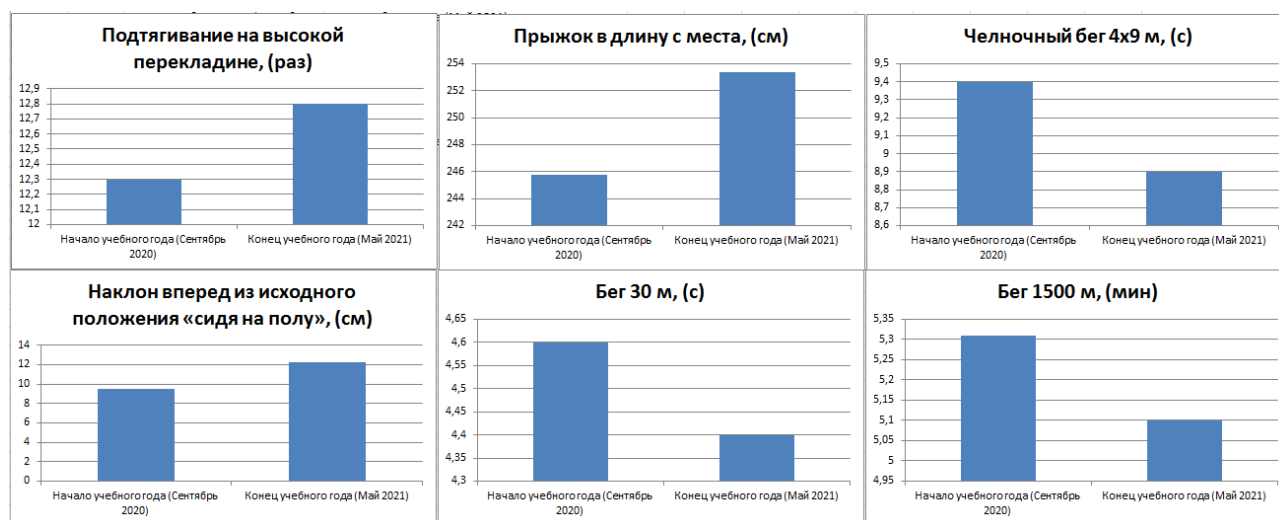 Подтягивание на высокой
перекладине, (раз)
12,9
12,8
12,7
12,6
12,5
12,4
12,3
12,2
12,1
12
Начало учебного года (Сентябрь
2020)
Конец учебного года (Май 2021)
Прыжок в длину с места, (см)
254
252
250
248
246
244
242
Начало учебного года (Сентябрь
2020)
Конец учебного года (Май 2021)
Челночный бег 4х9 м, (с)
9,5
9,4
9,3
9,2
9,1
9
8,9
8,8
8,7
8,6
Начало учебного года (Сентябрь
2020)
Конец учебного года (Май 2021)
Наклон вперед из исходного
положения «сидя на полу», (см)
14
12
10
8
6
4
2
0
Начало учебного года (Сентябрь
2020)
Конец учебного года (Май 2021)
Бег 30 м, (с)
4,65
4,6
4,55
4,5
4,45
4,4
4,35
4,3
Начало учебного года (Сентябрь
2020)
Конец учебного года (Май 2021)
Бег 1500 м, (мин)
5,35
5,3
5,25
5,2
5,15
5,1
5,05
5
4,95
Начало учебного года (Сентябрь
2020)
Конец учебного года (Май 2021)